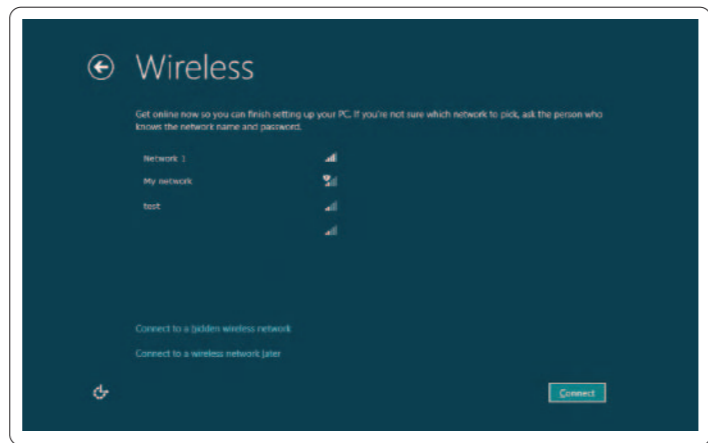 Wireless
Get online now so you can finish setting up your PC. If you're not sure which network to pick, ask the person who
knows the network name and password.
Network 1
My network
test
Connect to a hidden wireless network
Connect to a wireless network later
Connect